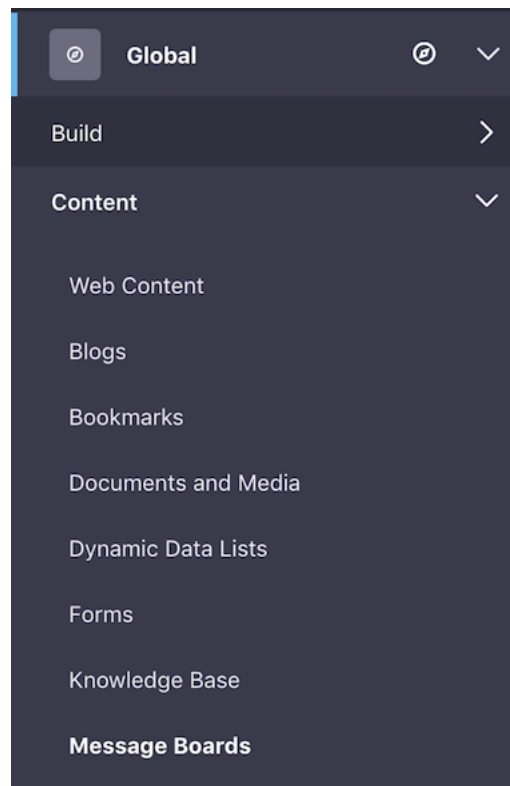 Global
Build
Content
Web Content
Blogs
Bookmarks
Documents and Media
Dynamic Data Lists
Forms
Knowledge Base
Message Boards